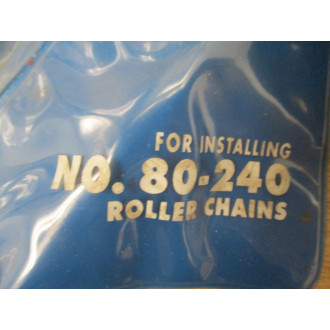 FOR INSTALLING
NO. 80-240
ROLLER CHAINS